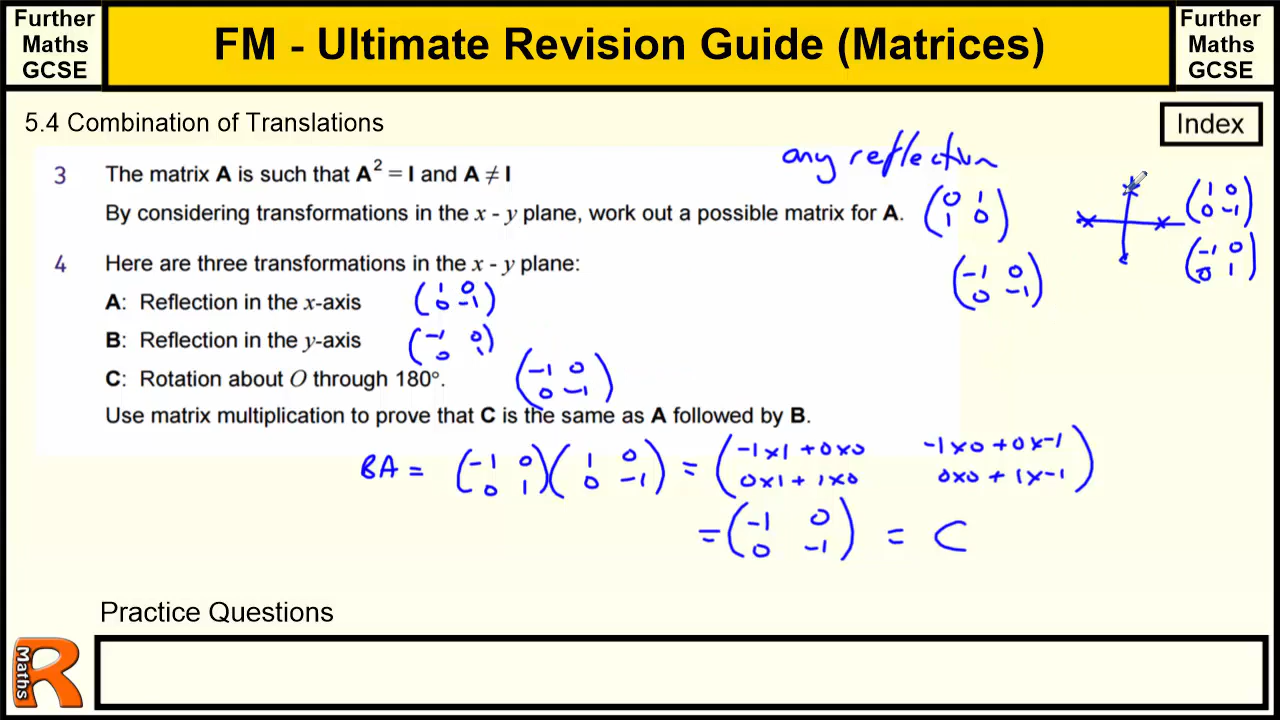 Further
Maths
GCSE
FM - Ultimate Revision Guide (Matrices)
Further
Maths
GCSE
5.4 Combination of Translations
Index
any reflection
3 The matrix A is such that A² = I and A ≠ I
By considering transformations in the x - y plane, work out a possible matrix for A.
(0 1
1 0)
(1 0
0 -1)
(-1 0
0 1)
(-1 0
0 -1)
4 Here are three transformations in the x - y plane:
A: Reflection in the x-axis (1 0
0 -1)
B: Reflection in the y-axis (-1 0
0 1)
C: Rotation about O through 180°. (-1 0
0 -1)
Use matrix multiplication to prove that C is the same as A followed by B.
BA = (-1 0
0 1) (1 0
0 -1) = (-1×1 + 0×0 -1×0 + 0×-1
0×1 + 1×0 0×0 + 1×-1)
= (-1 0
0 -1) = C
Practice Questions
R
Maths